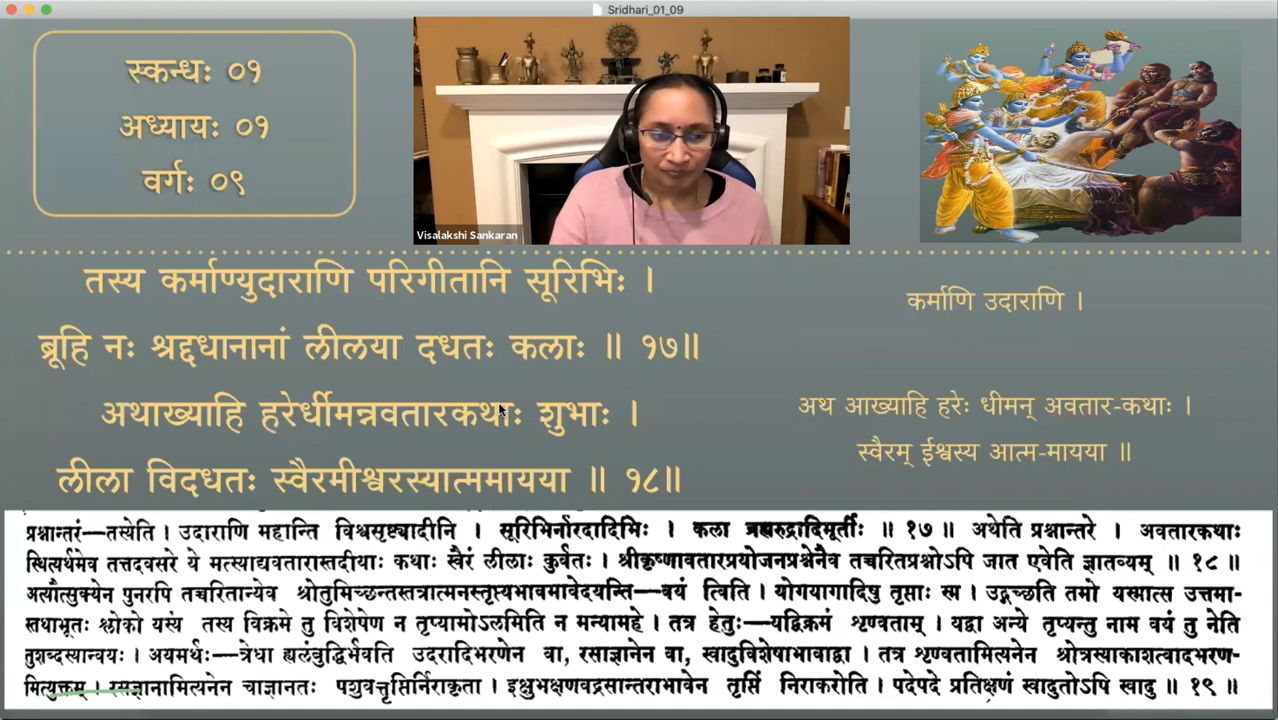 Sridhari_01_09
स्कन्धः ०१
अध्यायः ०१
वर्गः ०९
Visalakshi Sankaran
तस्य कर्माण्युदाराणि परिगीतानि सूरिभिः ।
ब्रूहि नः श्रद्दधानानां लीलया दधतः कलाः ॥ १७॥
अथाख्याहि हरेर्धीमन्नवतारकथाः शुभाः ।
लीला विदधतः स्वैरमीश्वरस्यात्ममायया ॥ १८॥
कर्माणि उदाराणि ।
अथ आख्याहि हरेः धीमन् अवतार-कथाः ।
स्वैरम् ईश्वस्य आत्म-मायया ॥
प्रश्नान्तरं—तस्येति । उदाराणि महान्ति विश्वसृष्ट्यादीनि । सूरिभिर्नारदादिभिः । कला ब्रह्मरुद्रादिमूर्तीः ॥ १७ ॥ अथेति प्रश्नान्तरे । अवतारकथाः
स्थित्यर्थमेव तत्तदवसरे ये मत्स्याद्यवतारास्तदीयाः कथाः स्वैरं लीलाः कुर्वतः । श्रीकृष्णावतारप्रयोजनप्रश्नेनैव तच्चरितप्रश्नोऽपि जात एवेति ज्ञातव्यम् ॥ १८ ॥
अत्यौत्सुक्येन पुनरपि तच्चरितान्येव श्रोतुमिच्छन्तस्तत्रात्मनस्तृप्त्यभावमावेदयन्ति—वयं त्विति । योगयागादिषु तृप्ताः स्म । उद्गच्छति तमो यस्मात्स उत्तमा-
स्तथाभूतः श्लोको यस्य तस्य विक्रमे तु विशेषेण न तृप्यामोऽलमिति न मन्यामहे । तत्र हेतुः—यद्विक्रमं शृण्वताम् । यद्वा अन्ये तृप्यन्तु नाम वयं तु नेति
तुशब्दस्यान्वयः । अयमर्थः—त्रेधा ह्यलंबुद्धिर्भवति उदरादिभरणेन वा, रसाज्ञानेन वा, स्वादुविशेषाभावाद्वा । तत्र शृण्वतामित्यनेन श्रोत्रस्याकाशत्वादभरण-
मित्युक्तम् । रसज्ञानामित्यनेन चाज्ञानतः पशुवत्तृप्तिर्निराकृता । इक्षुभक्षणवद्रसान्तराभावेन तृप्तिं निराकरोति । पदेपदे प्रतिक्षणं स्वादुतोऽपि स्वादु ॥ १९ ॥